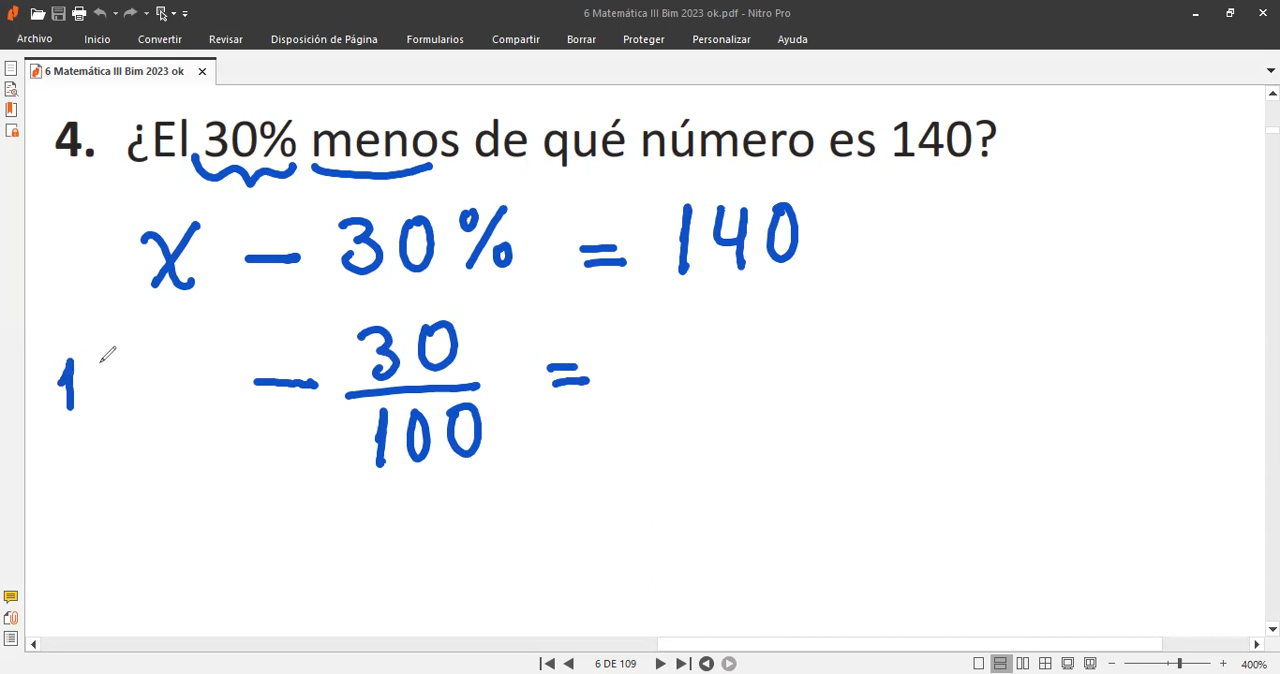 6 Matemática III Bim 2023 ok.pdf - Nitro Pro
Archivo Inicio Convertir Revisar Disposición de Página Formularios Compartir Borrar Proteger Personalizar Ayuda
6 Matemática III Bim 2023 ok
4. ¿El 30% menos de qué número es 140?
x - 30% = 140
1 - 30/100 =
6 DE 109
400%